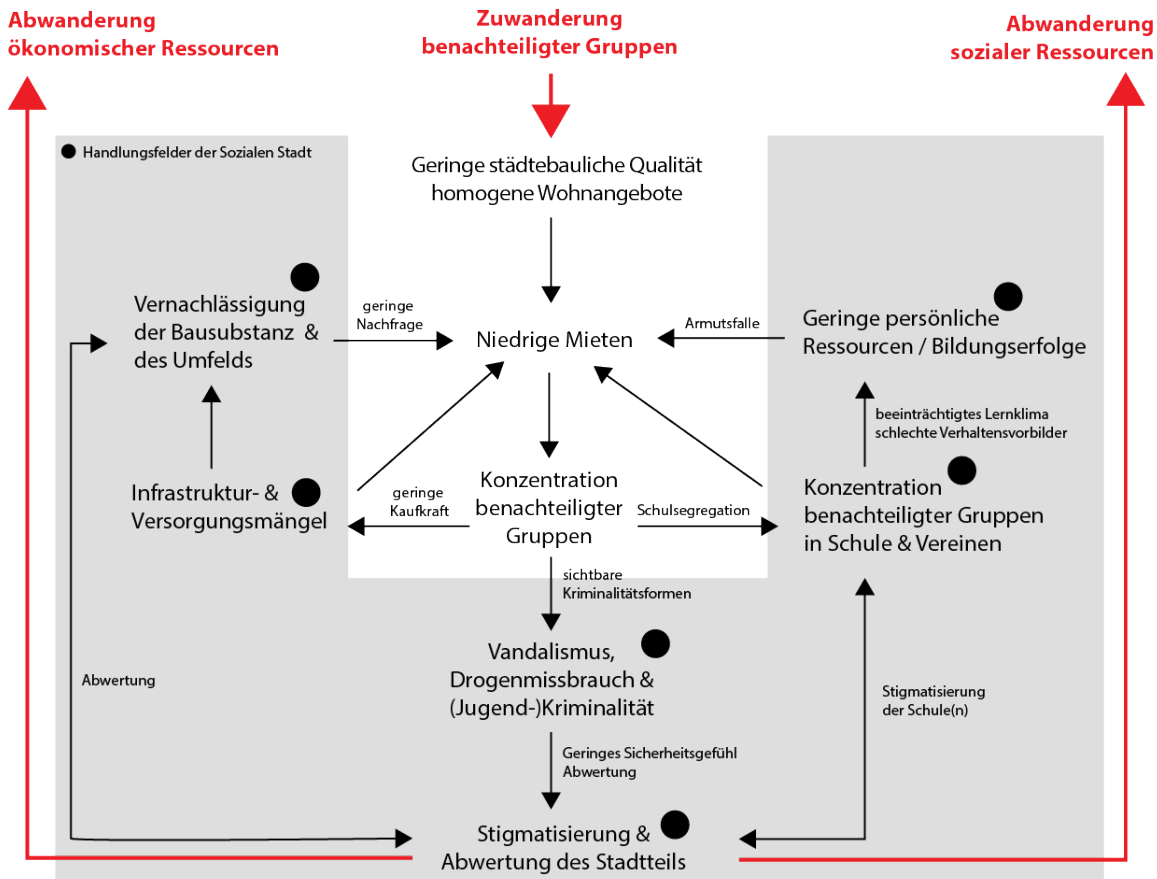 Abwanderung
ökonomischer Ressourcen
Zuwanderung
benachteiligter Gruppen
Abwanderung
sozialer Ressourcen
Handlungsfelder der Sozialen Stadt
Geringe städtebauliche Qualität
homogene Wohnangebote
Vernachlässigung
der Bausubstanz &
des Umfelds
geringe
Nachfrage
Niedrige Mieten
Armutsfalle
Geringe persönliche
Ressourcen / Bildungserfolge
beeinträchtigtes Lernklima
schlechte Verhaltensvorbilder
Infrastruktur- &
Versorgungsmängel
geringe
Kaufkraft
Konzentration
benachteiligter
Gruppen
Schulsegregation
Konzentration
benachteiligter Gruppen
in Schule & Vereinen
sichtbare
Kriminalitätsformen
Vandalismus,
Drogenmissbrauch &
(Jugend-)Kriminalität
Abwertung
Stigmatisierung
der Schule(n)
Geringes Sicherheitsgefühl
Abwertung
Stigmatisierung &
Abwertung des Stadtteils